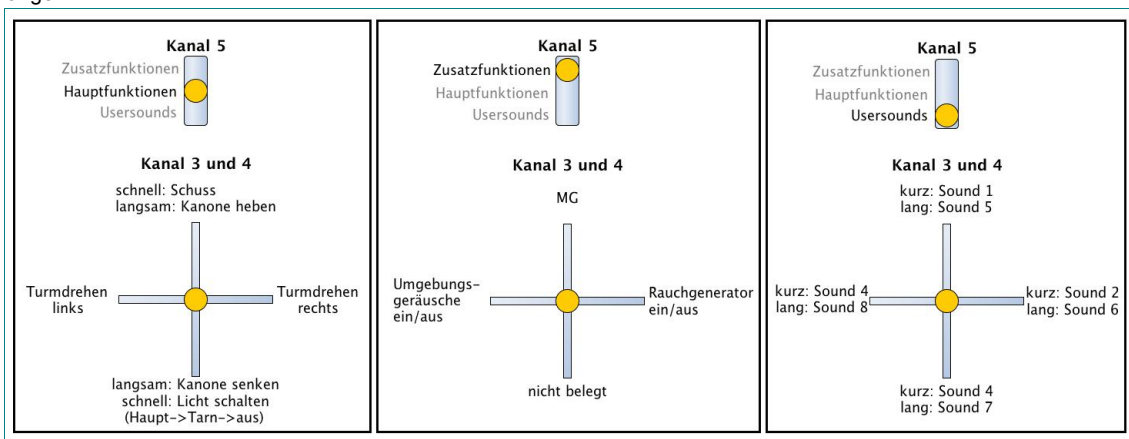 Kanal 5
Zusatzfunktionen
Hauptfunktionen
Usersounds
Kanal 3 und 4
schnell: Schuss
langsam: Kanone heben
Turmdrehen
links
Turmdrehen
rechts
langsam: Kanone senken
schnell: Licht schalten
(Haupt->Tarn->aus)
Kanal 5
Zusatzfunktionen
Hauptfunktionen
Usersounds
Kanal 3 und 4
MG
Umgebungs-
geräusche
ein/aus
Rauchgenerator
ein/aus
nicht belegt
Kanal 5
Zusatzfunktionen
Hauptfunktionen
Usersounds
Kanal 3 und 4
kurz: Sound 1
lang: Sound 5
kurz: Sound 4
lang: Sound 8
kurz: Sound 2
lang: Sound 6
kurz: Sound 4
lang: Sound 7